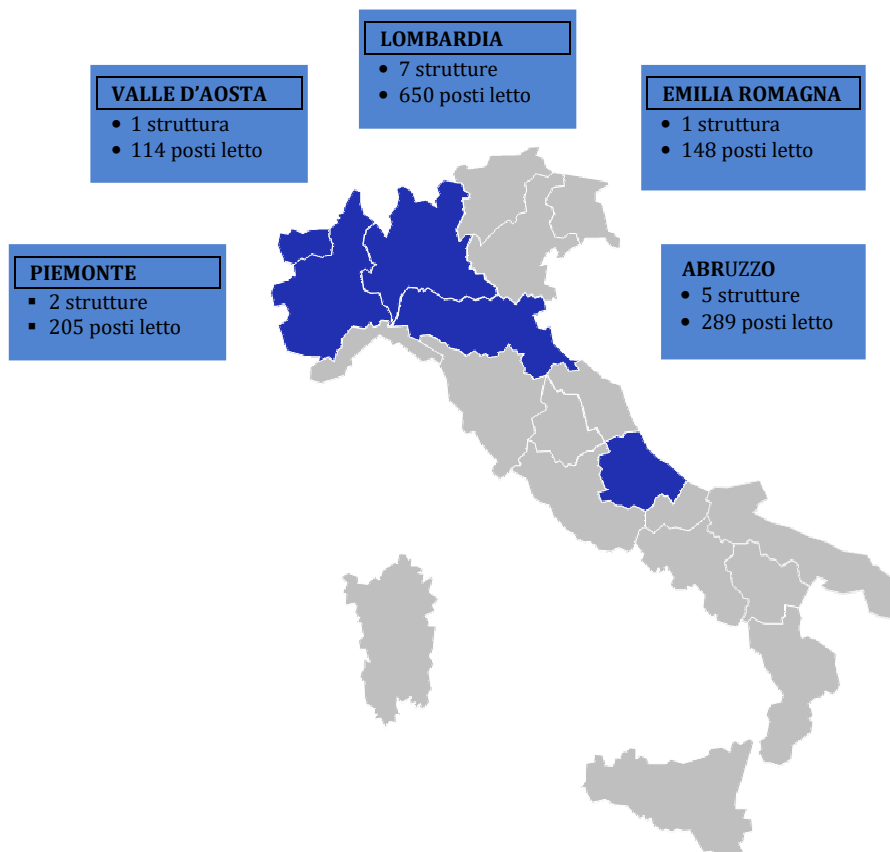 LOMBARDIA
• 7 strutture
• 650 posti letto
VALLE D'AOSTA
• 1 struttura
• 114 posti letto
EMILIA ROMAGNA
• 1 struttura
• 148 posti letto
PIEMONTE
▪ 2 strutture
▪ 205 posti letto
ABRUZZO
• 5 strutture
• 289 posti letto